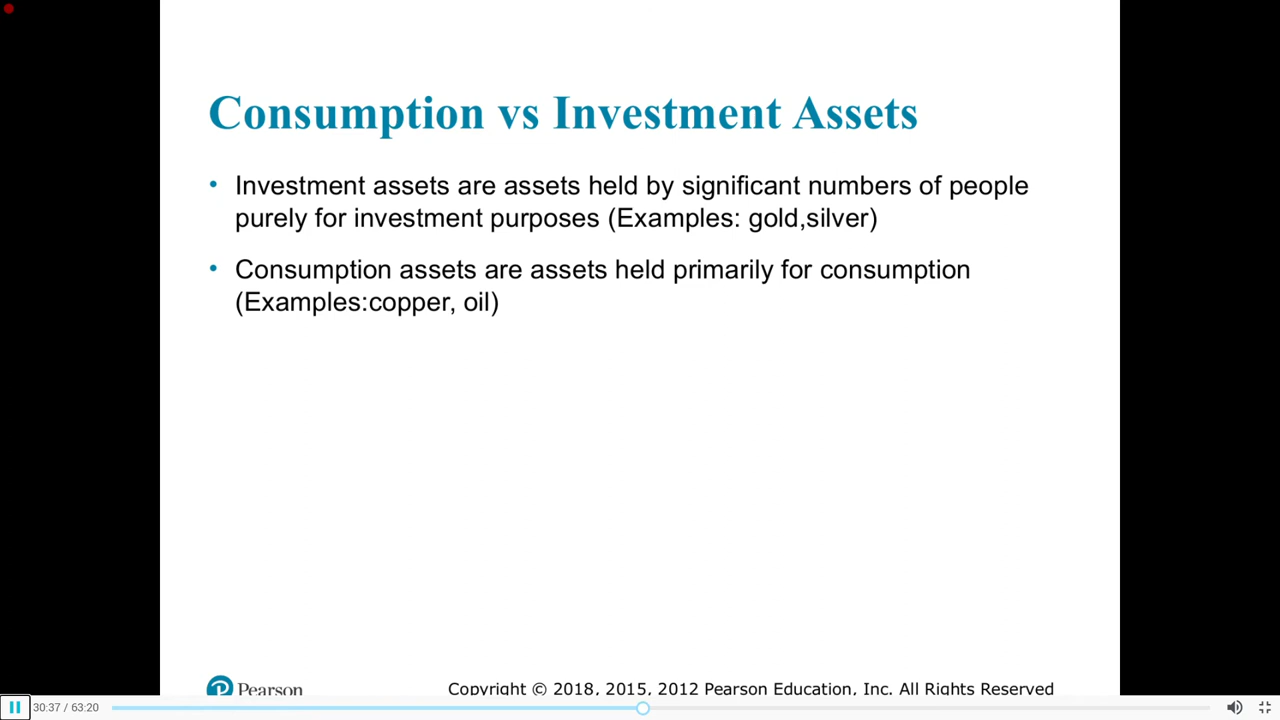 Consumption vs Investment Assets
• Investment assets are assets held by significant numbers of people
purely for investment purposes (Examples: gold,silver)
• Consumption assets are assets held primarily for consumption
(Examples:copper, oil)
Pearson
Copyright © 2018, 2015, 2012 Pearson Education, Inc. All Rights Reserved
30:37 / 63:20